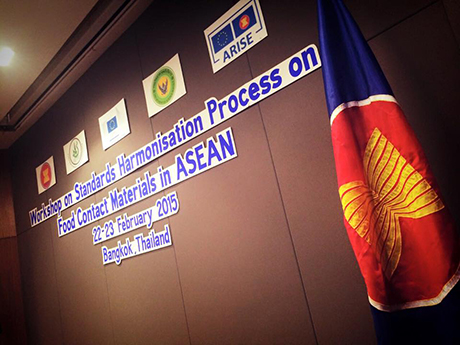 ARISE
Workshop on Standards Harmonisation Process on
Food Contact Materials in ASEAN
22-23 February 2015
Bangkok, Thailand